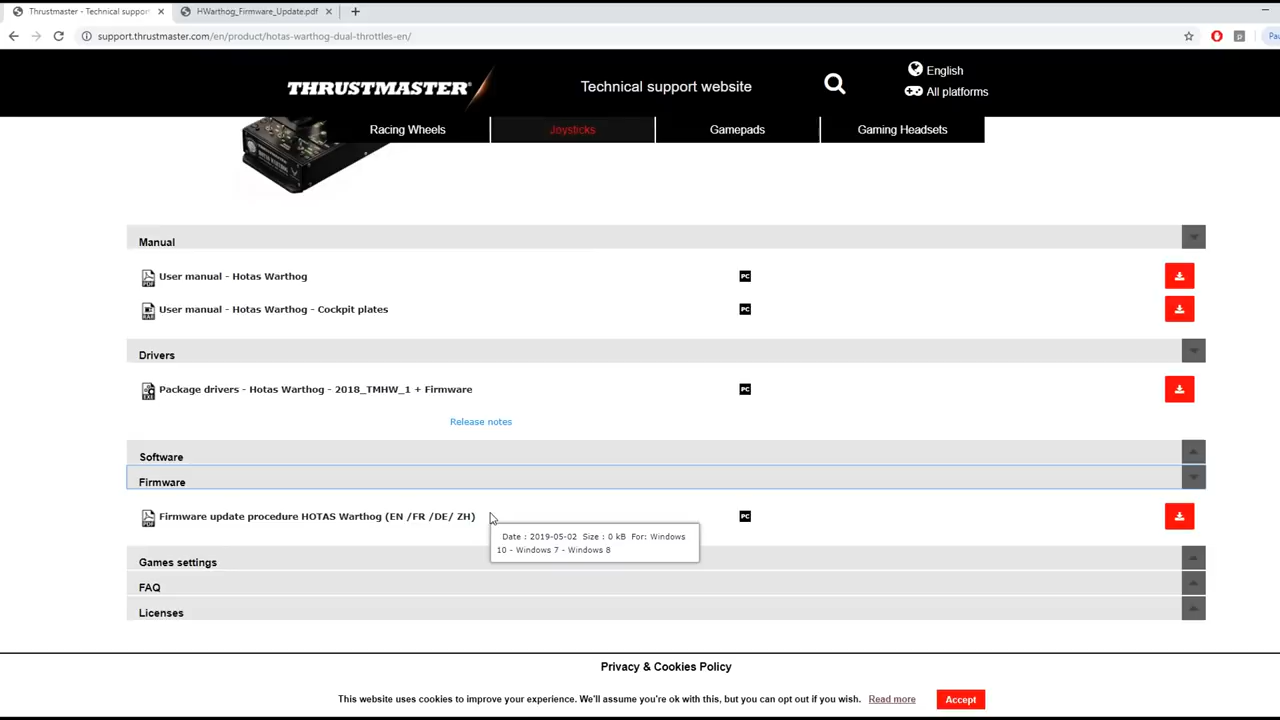 Thrustmaster - Technical support
HWarthog_Firmware_Update.pdf
support.thrustmaster.com/en/product/hotas-warthog-dual-throttles-en/
THRUSTMASTER
Technical support website
English
All platforms
Racing Wheels
Joysticks
Gamepads
Gaming Headsets
Manual
User manual - Hotas Warthog
PC
User manual - Hotas Warthog - Cockpit plates
PC
Drivers
Package drivers - Hotas Warthog - 2018_TMHW_1 + Firmware
PC
Release notes
Software
Firmware
Firmware update procedure HOTAS Warthog (EN /FR /DE/ ZH)
PC
Date : 2019-05-02 Size : 0 kB For: Windows
10 - Windows 7 - Windows 8
Games settings
FAQ
Licenses
Privacy & Cookies Policy
This website uses cookies to improve your experience. We'll assume you're ok with this, but you can opt out if you wish. Read more
Accept